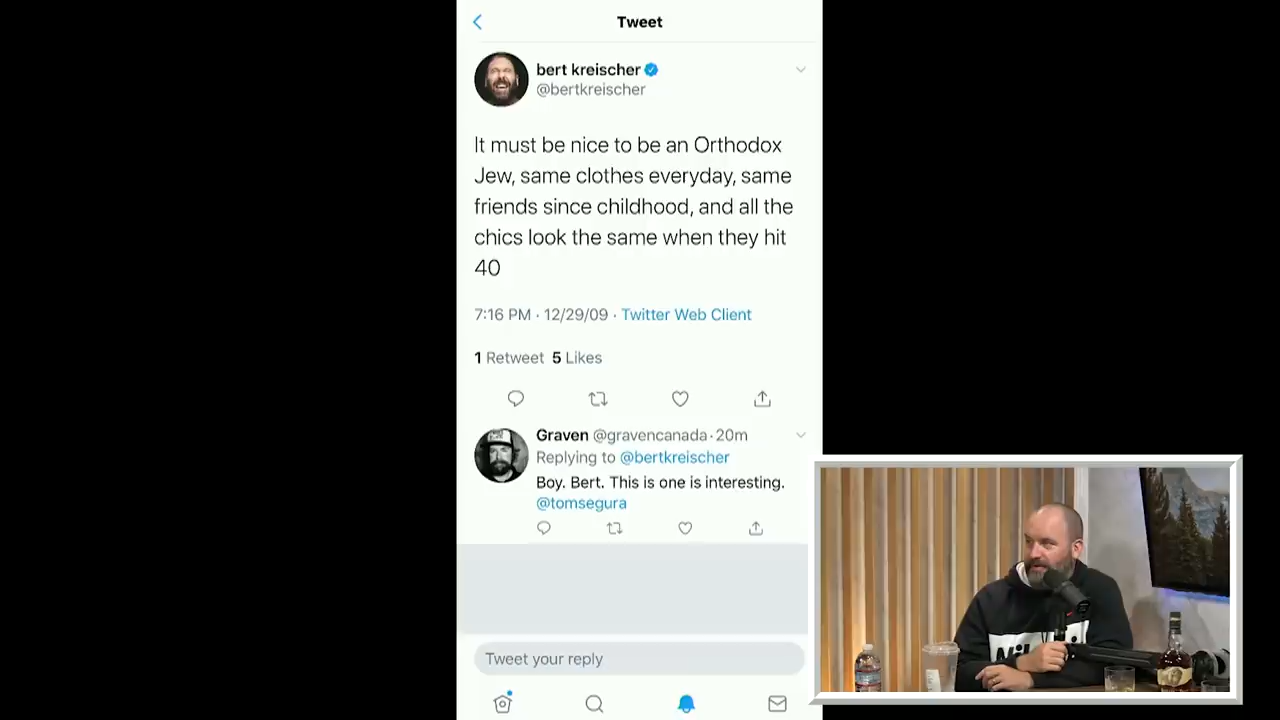 Tweet
bert kreischer
@bertkreischer
It must be nice to be an Orthodox
Jew, same clothes everyday, same
friends since childhood, and all the
chics look the same when they hit
40
7:16 PM · 12/29/09 · Twitter Web Client
1 Retweet 5 Likes
Graven @gravencanada · 20m
Replying to @bertkreischer
Boy. Bert. This is one is interesting.
@tomsegura
Tweet your reply